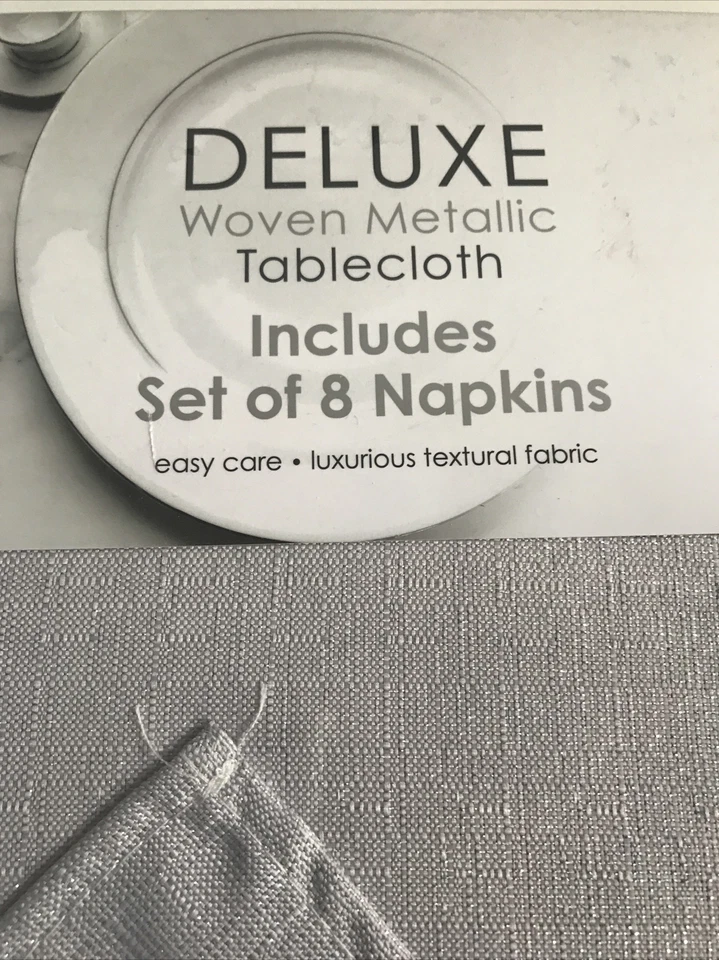 DELUXE
Woven Metallic
Tablecloth
Includes
Set of 8 Napkins
easy care • luxurious textural fabric